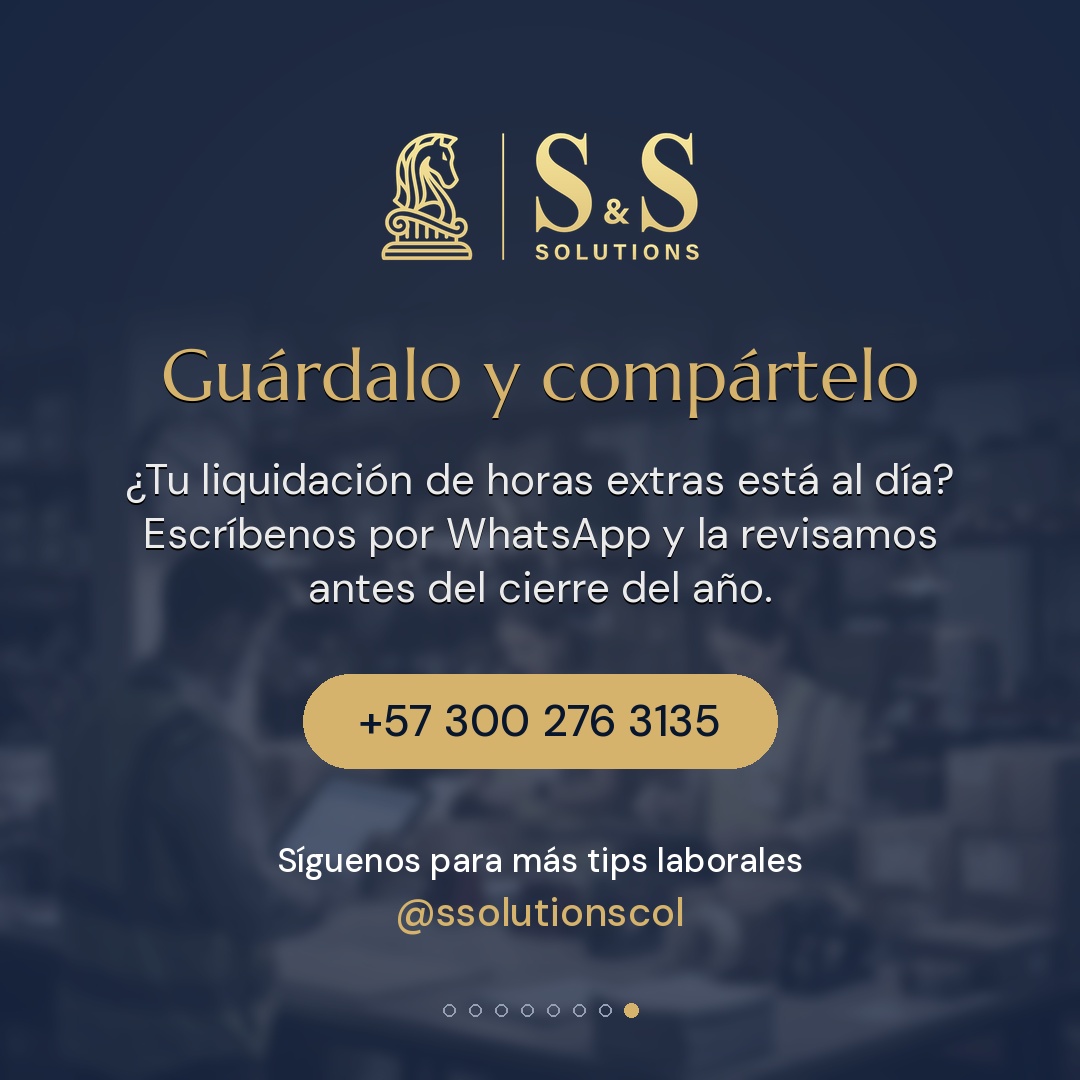 S&S
SOLUTIONS
Guárdalo y compártelo
¿Tu liquidación de horas extras está al día?
Escríbenos por WhatsApp y la revisamos
antes del cierre del año.
+57 300 276 3135
Síguenos para más tips laborales
@ssolutionscol